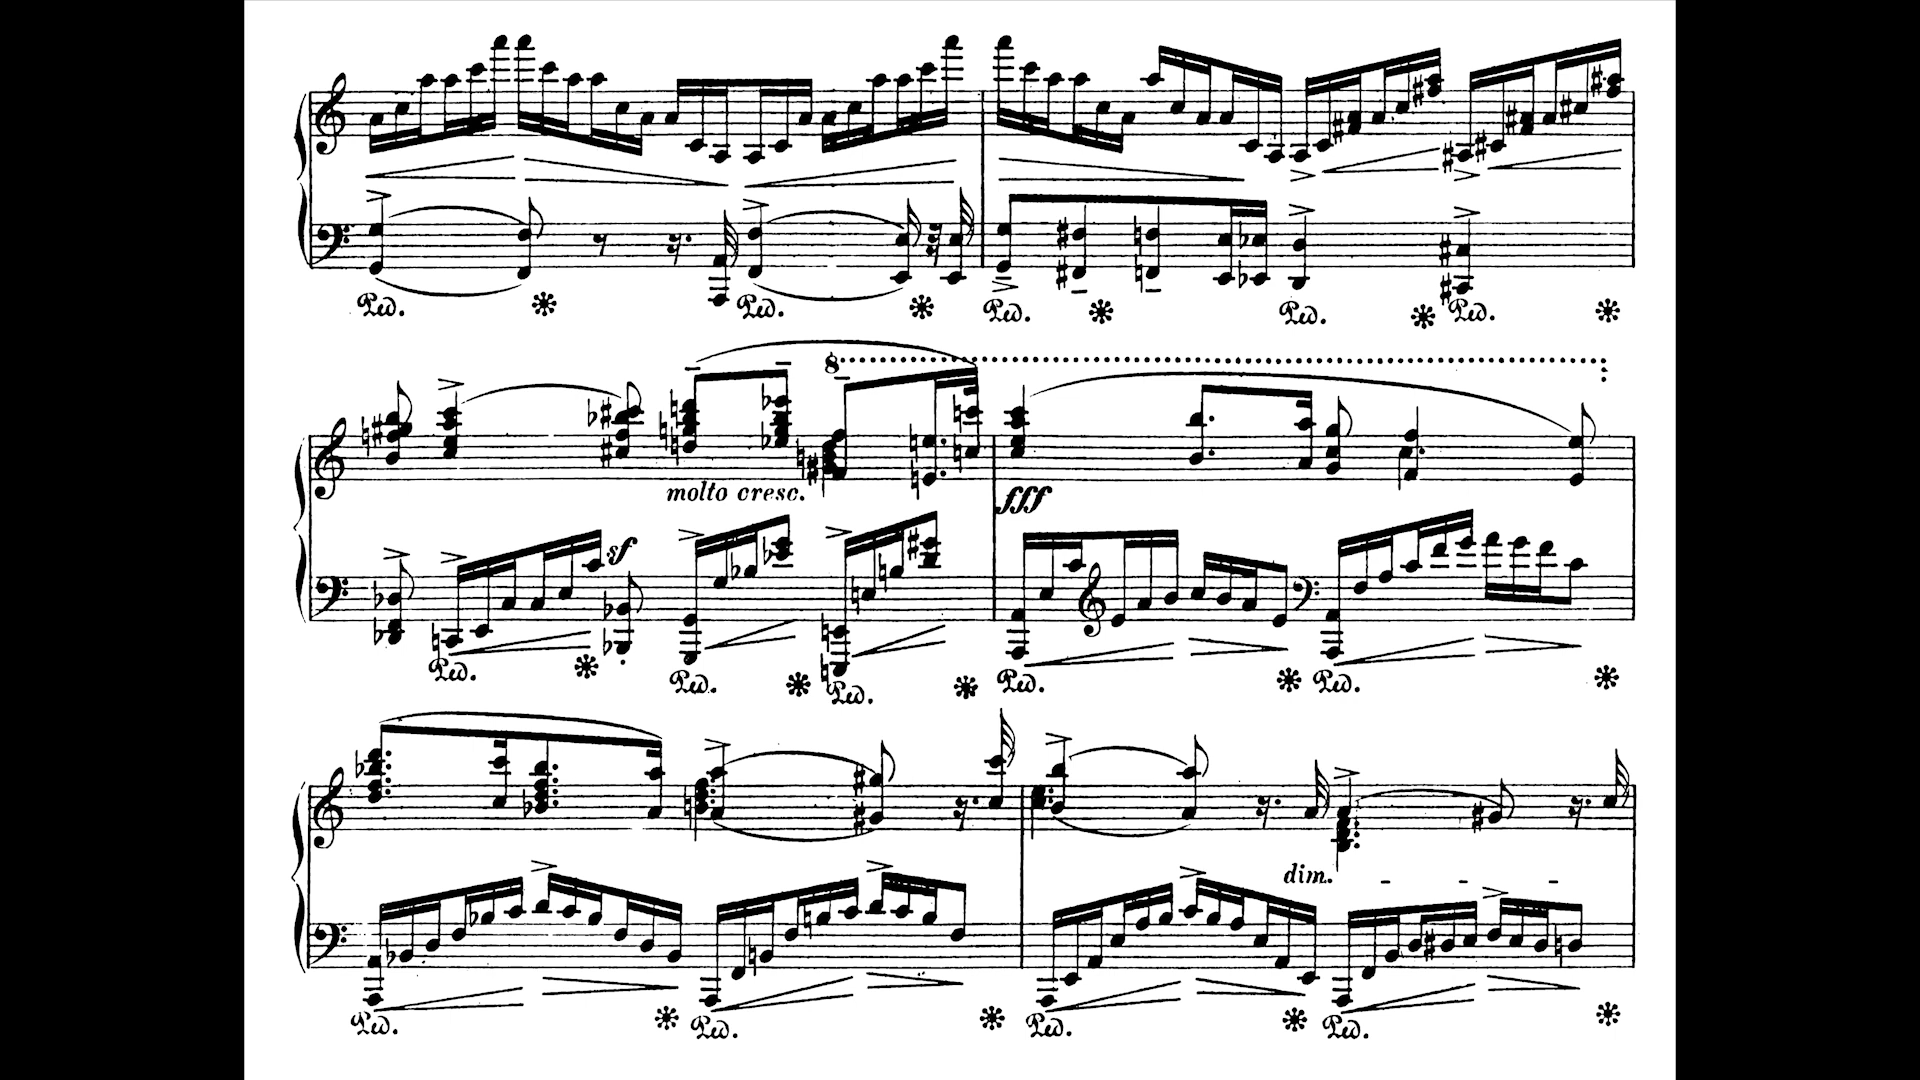 Ped. Ped. Ped. Ped. Ped.
8
molto cresc. fff
sf
Ped. Ped. Ped. Ped. Ped.
dim.
Ped. Ped. Ped. Ped.